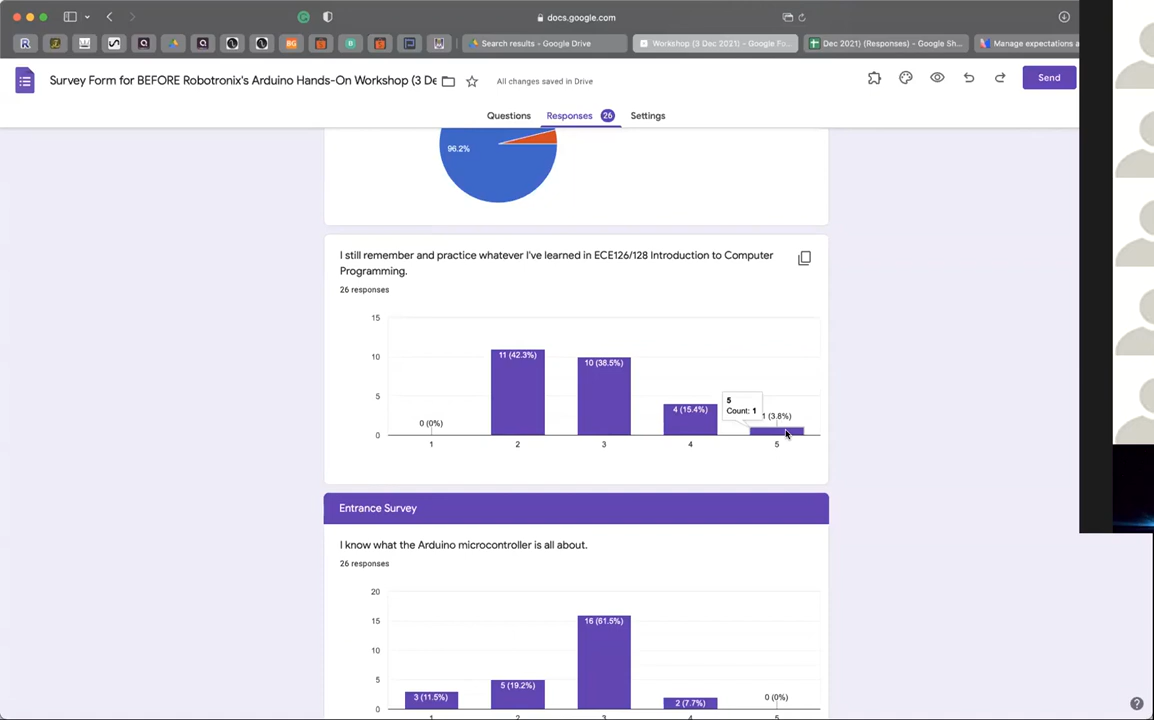 docs.google.com
Search results - Google Drive
Workshop (3 Dec 2021) - Google Fo...
Dec 2021) (Responses) - Google Sh...
Manage expectations a
Survey Form for BEFORE Robotronix's Arduino Hands-On Workshop (3 De
All changes saved in Drive
Send
Questions
Responses 26
Settings
96.2%
I still remember and practice whatever I've learned in ECE126/128 Introduction to Computer
Programming.
26 responses
15
10
5
0
0 (0%)
11 (42.3%)
10 (38.5%)
4 (15.4%)
1 (3.8%)
5
Count: 1
1 2 3 4 5
Entrance Survey
I know what the Arduino microcontroller is all about.
26 responses
20
15
10
5
0
3 (11.5%)
5 (19.2%)
16 (61.5%)
2 (7.7%)
0 (0%)
1 2 3 4 5